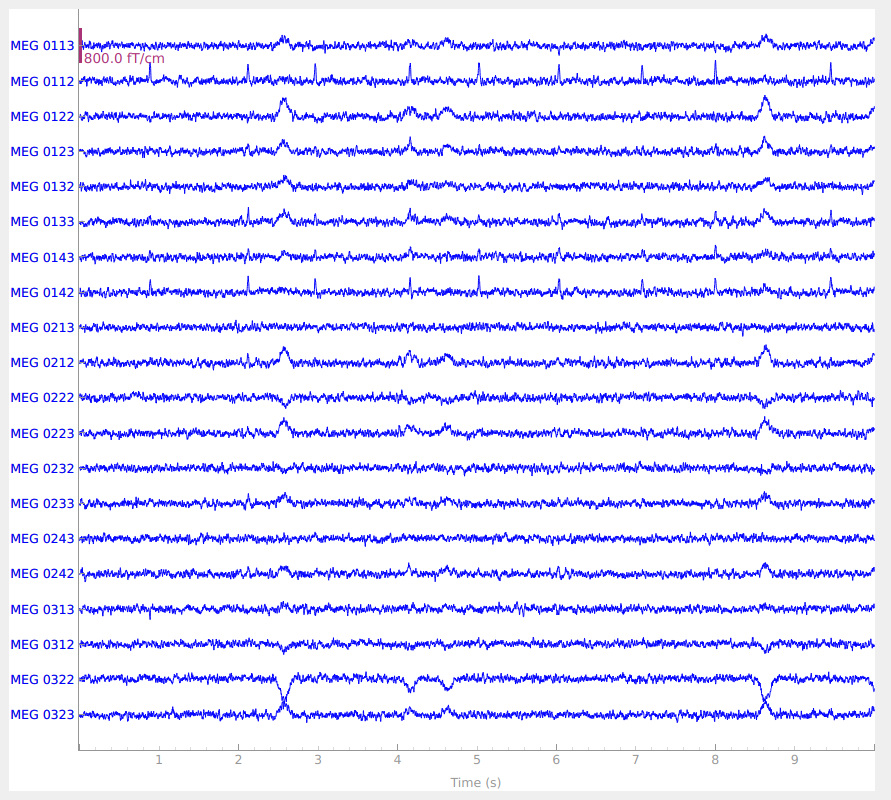 MEG 0113
800.0 fT/cm
MEG 0112
MEG 0122
MEG 0123
MEG 0132
MEG 0133
MEG 0143
MEG 0142
MEG 0213
MEG 0212
MEG 0222
MEG 0223
MEG 0232
MEG 0233
MEG 0243
MEG 0242
MEG 0313
MEG 0312
MEG 0322
MEG 0323
1 2 3 4 5 6 7 8 9
Time (s)